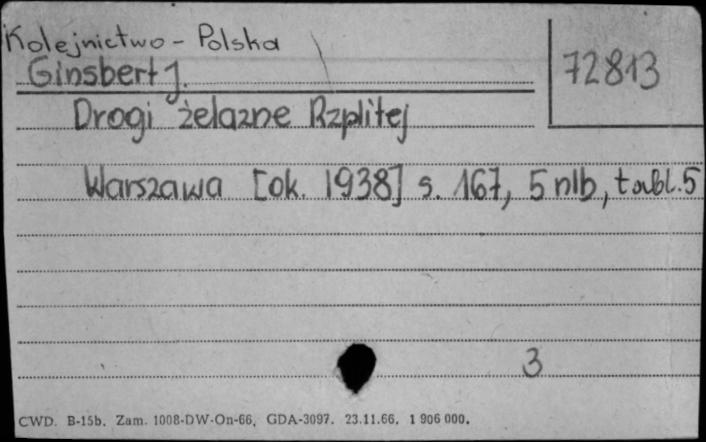 Kolejnictwo - Polska
72813
Ginsbert J.
Drogi żelazne Rzplitej
Warszawa [ok. 1938] s. 167, 5 nlb, tabl. 5
3
CWD. B-15b. Zam. 1008-DW-On-66, GDA-3097. 23.11.66. 1 906 000.